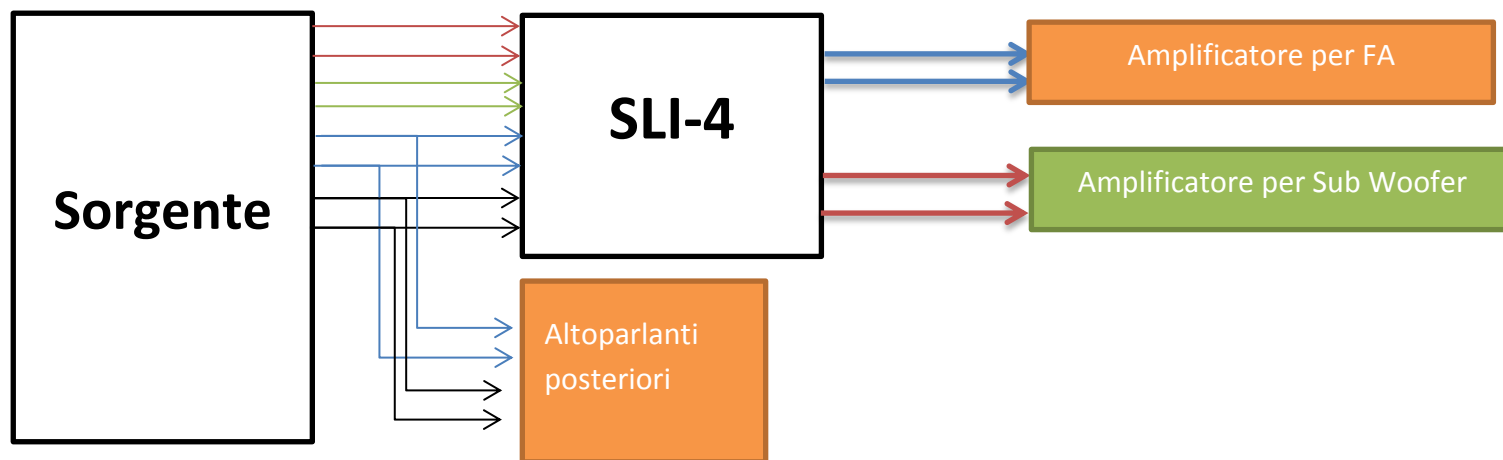 Sorgente
SLI-4
Amplificatore per FA
Amplificatore per Sub Woofer
Altoparlanti
posteriori